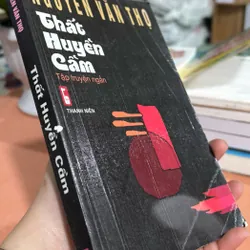 NGUYỄN VĂN THỌ
Thất
Huyền
Cầm
Tập truyện ngắn
THANH NIÊN
Thất Huyền Cầm